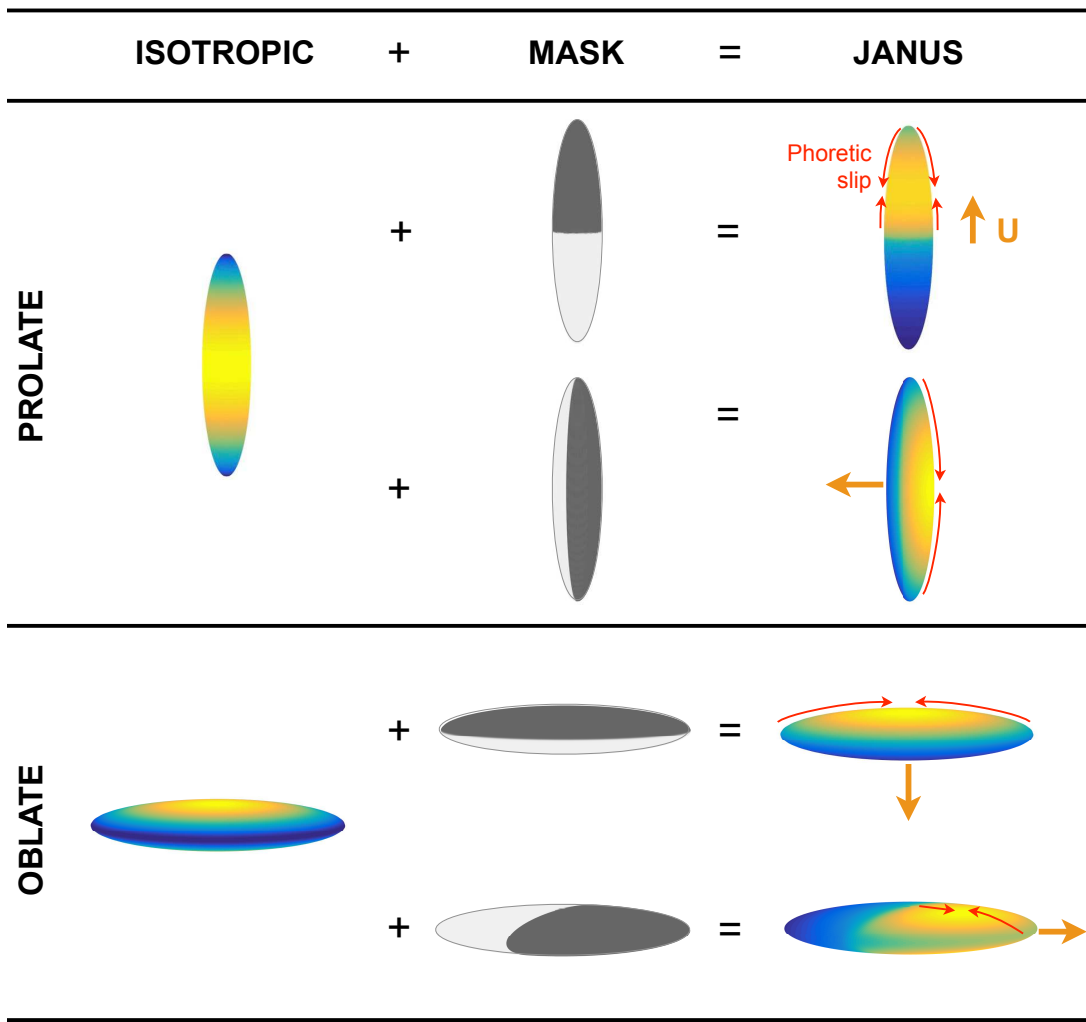 ISOTROPIC + MASK = JANUS
PROLATE
Phoretic
slip
+ =
U
+ =
OBLATE
+ =
+ =